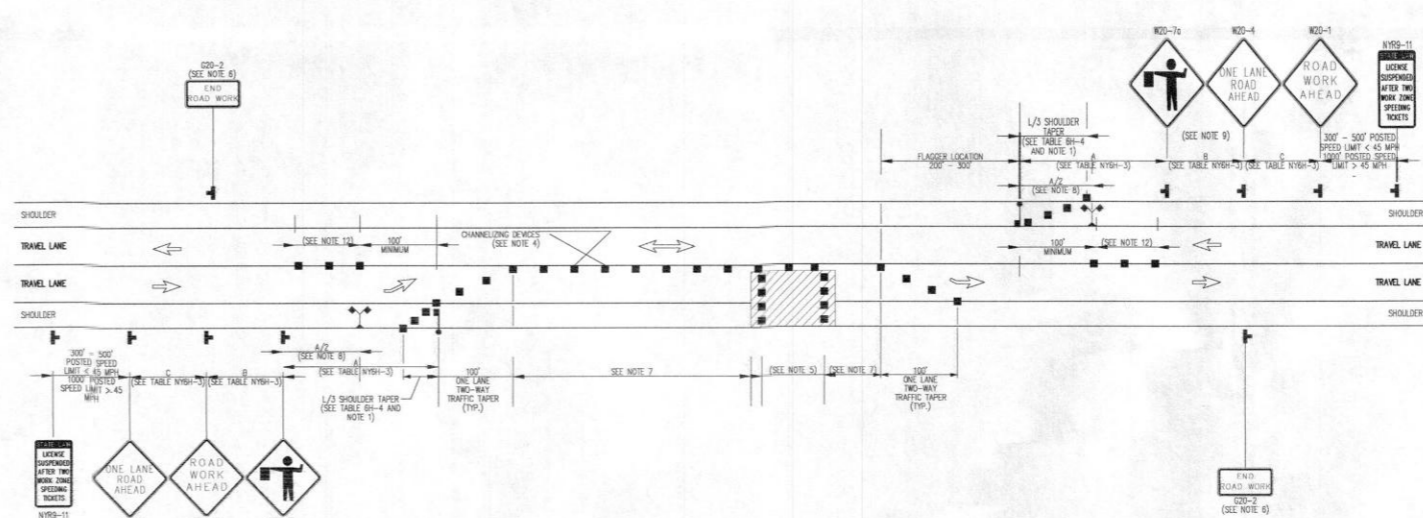 W20-7a
W20-4
W20-1
NYR9-11
G20-2
(SEE NOTE 6)
END
ROAD WORK
ONE LANE
ROAD
AHEAD
ROAD
WORK
AHEAD
STATE LAW
LICENSE
SUSPENDED
AFTER TWO
WORK ZONE
SPEEDING
TICKETS
L/3 SHOULDER
TAPER
(SEE TABLE 6H-4
AND NOTE 1)
(SEE NOTE 9)
300' - 500' POSTED
SPEED LIMIT < 45 MPH
1000' POSTED SPEED
LIMIT > 45 MPH
FLAGGER LOCATION
200' - 300'
A
(SEE TABLE NY6H-3)
B
(SEE TABLE NY6H-3)
C
(SEE TABLE NY6H-3)
A/2
(SEE NOTE 8)
SHOULDER
SHOULDER
TRAVEL LANE
(SEE NOTE 12)
100'
MINIMUM
CHANNELIZING DEVICES
(SEE NOTE 4)
100'
MINIMUM
(SEE NOTE 12)
TRAVEL LANE
TRAVEL LANE
TRAVEL LANE
SHOULDER
SHOULDER
300' - 500'
POSTED SPEED
LIMIT < 45 MPH
1000' POSTED
SPEED LIMIT > 45
MPH
C
(SEE TABLE NY6H-3)
B
(SEE TABLE NY6H-3)
A/2
(SEE NOTE 8)
A
(SEE TABLE NY6H-3)
L/3 SHOULDER TAPER
(SEE TABLE 6H-4 AND
NOTE 1)
100'
ONE LANE
TWO-WAY
TRAFFIC TAPER
(TYP.)
SEE NOTE 7
(SEE NOTE 5)
(SEE NOTE 7)
100'
ONE LANE
TWO-WAY
TRAFFIC TAPER
(TYP.)
STATE LAW
LICENSE
SUSPENDED
AFTER TWO
WORK ZONE
SPEEDING
TICKETS
NYR9-11
ONE LANE
ROAD
AHEAD
ROAD
WORK
AHEAD
END
ROAD WORK
G20-2
(SEE NOTE 6)